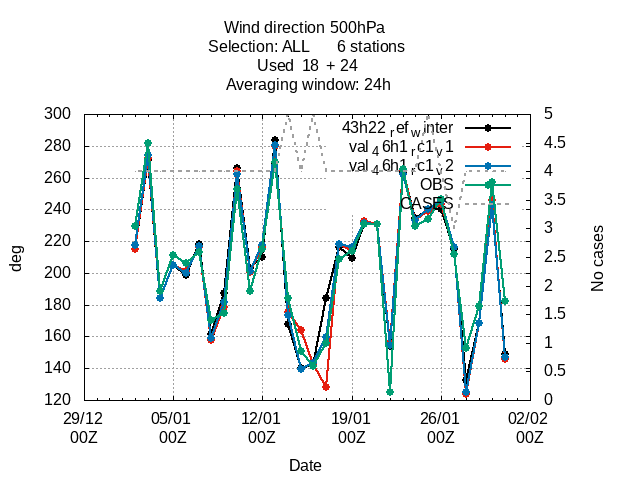 Wind direction 500hPa
Selection: ALL 6 stations
Used 18 + 24
Averaging window: 24h
300
280
260
240
220
200
180
160
140
120
deg
5
4.5
4
3.5
3
2.5
2
1.5
1
0.5
0
No cases
43h22ref_winter
val_46h1_rc1_v1
val_46h1_rc1_v2
OBS
CASES
29/12 05/01 12/01 19/01 26/01 02/02
00Z 00Z 00Z 00Z 00Z 00Z
Date